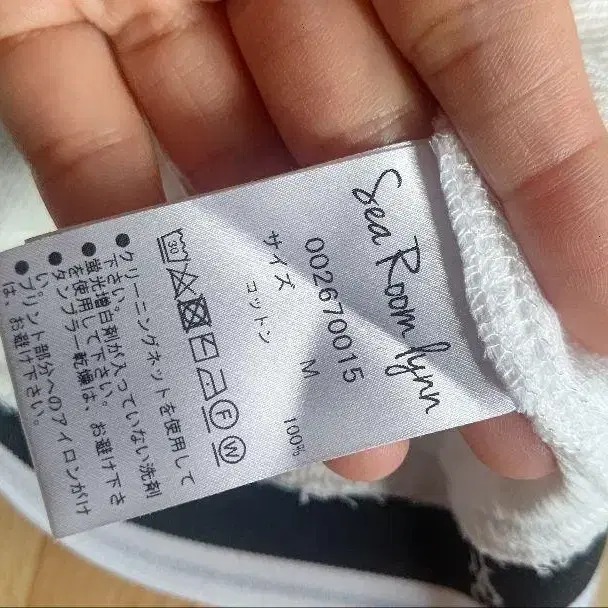 Sea Room lynn
002670015
サイズ M
コットン 100%
30
F W
●クリーニングネットを使用して
下さい。
●蛍光増白剤が入っていない洗剤
を使用して下さい。
●タンブラー乾燥は、お避け下さ
い。
●プリント部分へのアイロンがけ
は、お避け下さい。